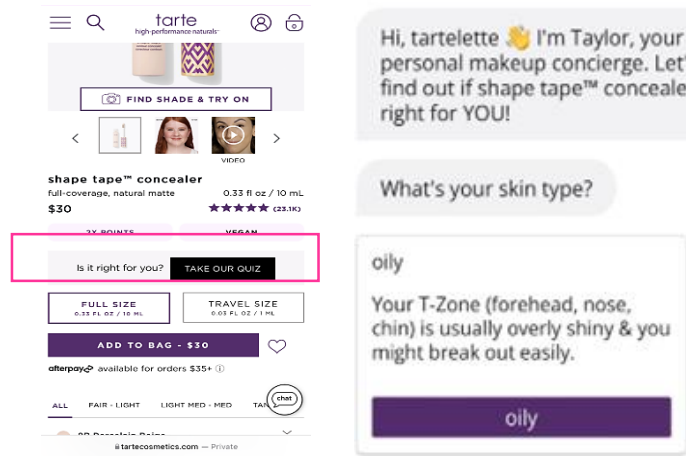 tarte
high-performance naturals™
FIND SHADE & TRY ON
VIDEO
shape tape™ concealer
full-coverage, natural matte
0.33 fl oz / 10 mL
$30
(23.1K)
2X POINTS
VEGAN
Is it right for you?
TAKE OUR QUIZ
FULL SIZE
0.33 FL OZ / 10 ML
TRAVEL SIZE
0.03 FL OZ / 1 ML
ADD TO BAG - $30
afterpay available for orders $35+
ALL
FAIR - LIGHT
LIGHT MED - MED
TAN
chat
8B Porcelain Beige
tartecosmetics.com — Private
Hi, tartelette 👋 I'm Taylor, your
personal makeup concierge. Let'
find out if shape tape™ conceale
right for YOU!
What's your skin type?
oily
Your T-Zone (forehead, nose,
chin) is usually overly shiny & you
might break out easily.
oily